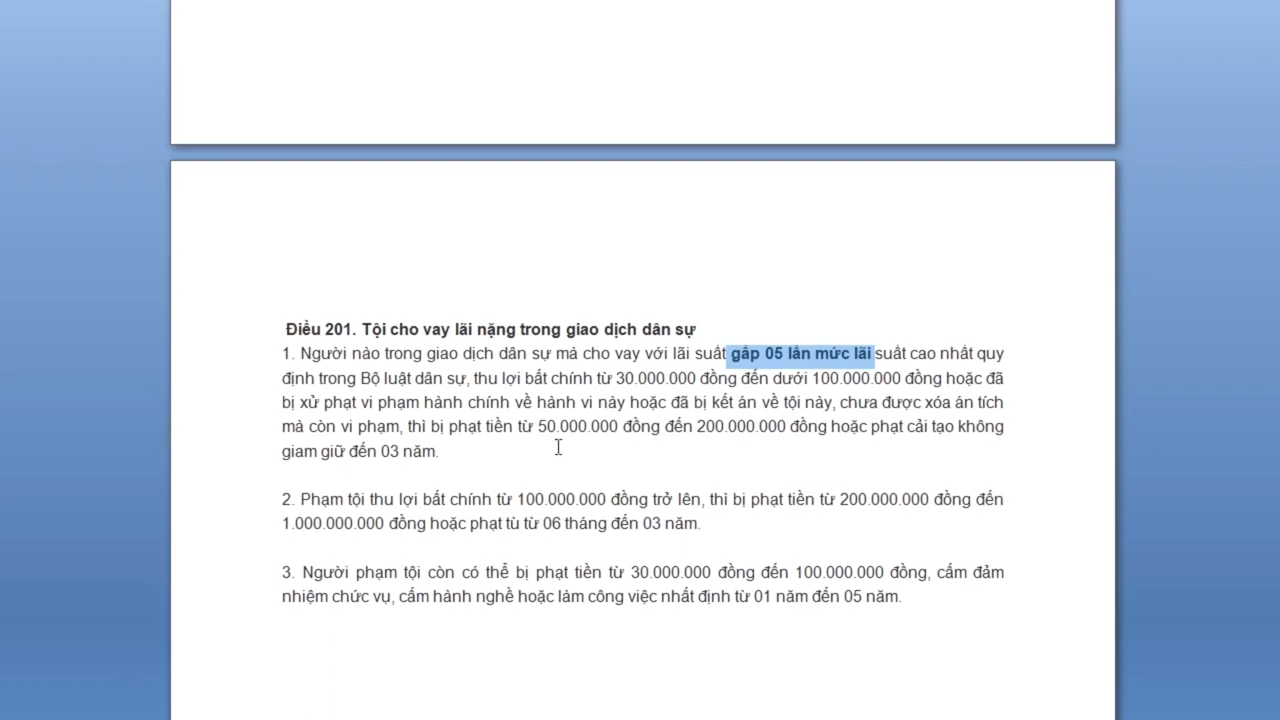 Điều 201. Tội cho vay lãi nặng trong giao dịch dân sự
1. Người nào trong giao dịch dân sự mà cho vay với lãi suất gấp 05 lần mức lãi suất cao nhất quy
định trong Bộ luật dân sự, thu lợi bất chính từ 30.000.000 đồng đến dưới 100.000.000 đồng hoặc đã
bị xử phạt vi phạm hành chính về hành vi này hoặc đã bị kết án về tội này, chưa được xóa án tích
mà còn vi phạm, thì bị phạt tiền từ 50.000.000 đồng đến 200.000.000 đồng hoặc phạt cải tạo không
giam giữ đến 03 năm.
2. Phạm tội thu lợi bất chính từ 100.000.000 đồng trở lên, thì bị phạt tiền từ 200.000.000 đồng đến
1.000.000.000 đồng hoặc phạt tù từ 06 tháng đến 03 năm.
3. Người phạm tội còn có thể bị phạt tiền từ 30.000.000 đồng đến 100.000.000 đồng, cấm đảm
nhiệm chức vụ, cấm hành nghề hoặc làm công việc nhất định từ 01 năm đến 05 năm.